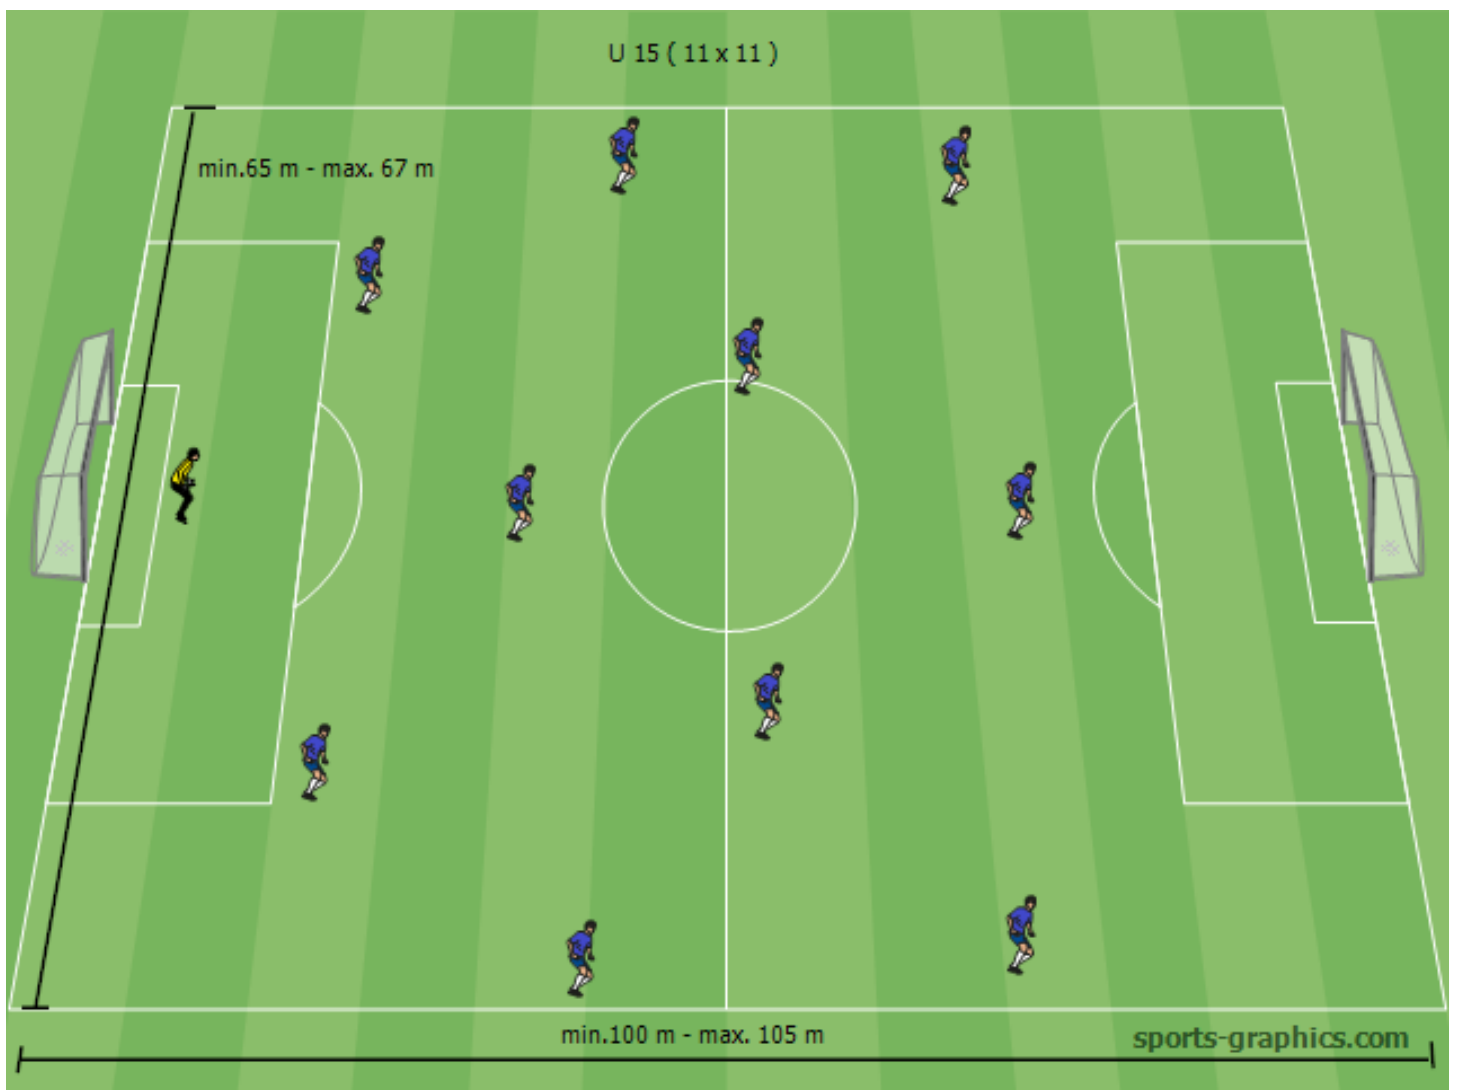 U 15 ( 11 x 11 )
min.65 m - max. 67 m
min.100 m - max. 105 m
sports-graphics.com